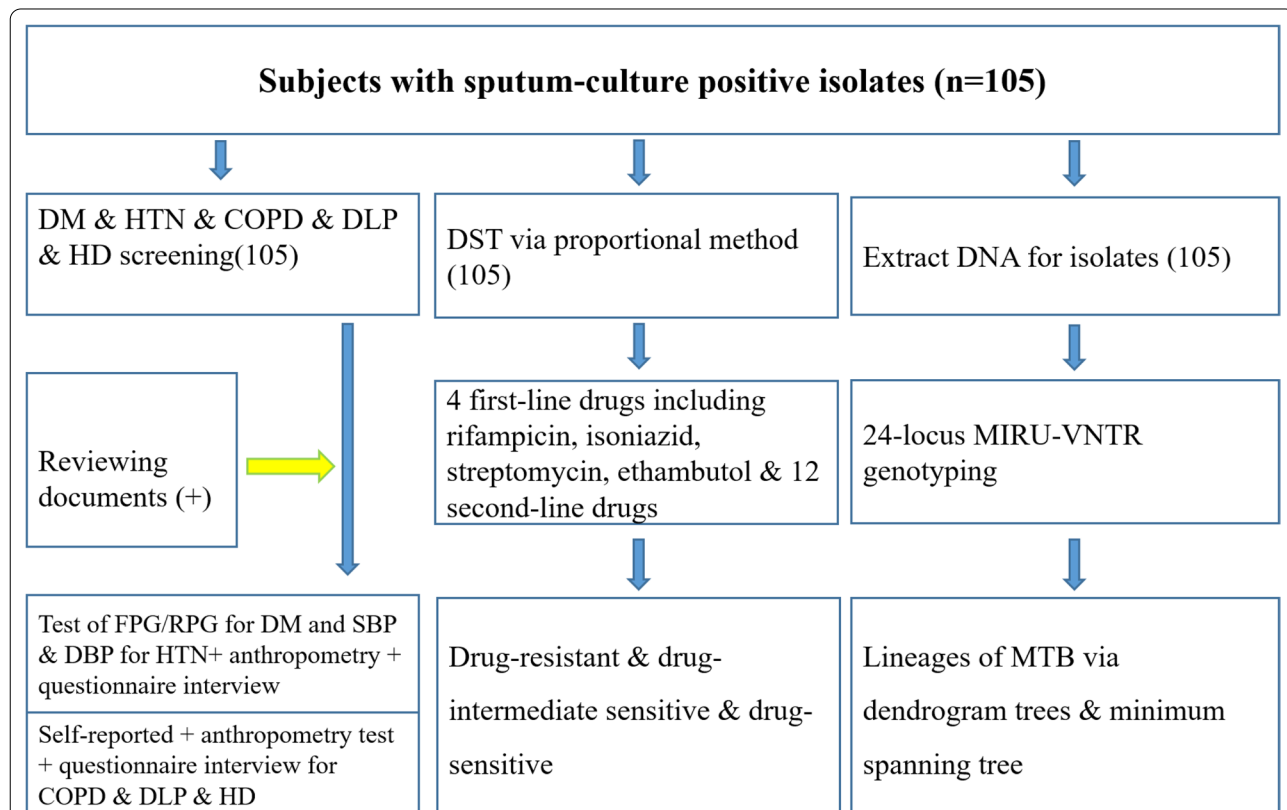 Subjects with sputum-culture positive isolates (n=105)
DM & HTN & COPD & DLP
& HD screening(105)
DST via proportional method
(105)
Extract DNA for isolates (105)
Reviewing
documents (+)
4 first-line drugs including
rifampicin, isoniazid,
streptomycin, ethambutol & 12
second-line drugs
24-locus MIRU-VNTR
genotyping
Test of FPG/RPG for DM and SBP
& DBP for HTN+ anthropometry +
questionnaire interview
Self-reported + anthropometry test
+ questionnaire interview for
COPD & DLP & HD
Drug-resistant & drug-
intermediate sensitive & drug-
sensitive
Lineages of MTB via
dendrogram trees & minimum
spanning tree